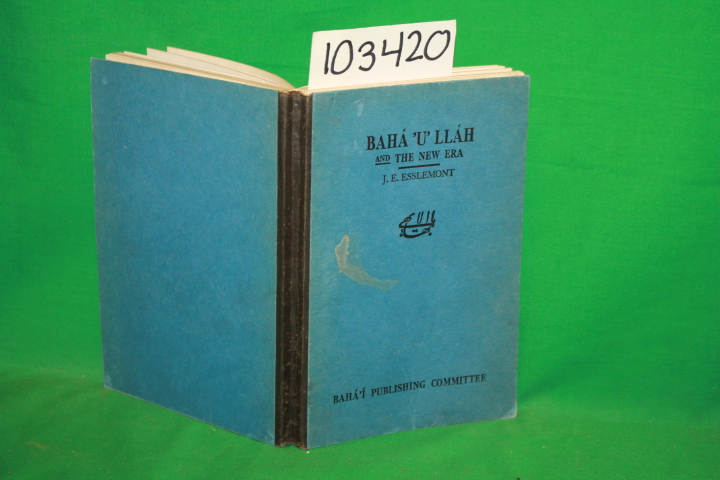 103420
BAHÁ 'U' LLÁH
AND THE NEW ERA
J. E. ESSLEMONT
BAHÁ'Í PUBLISHING COMMITTEE